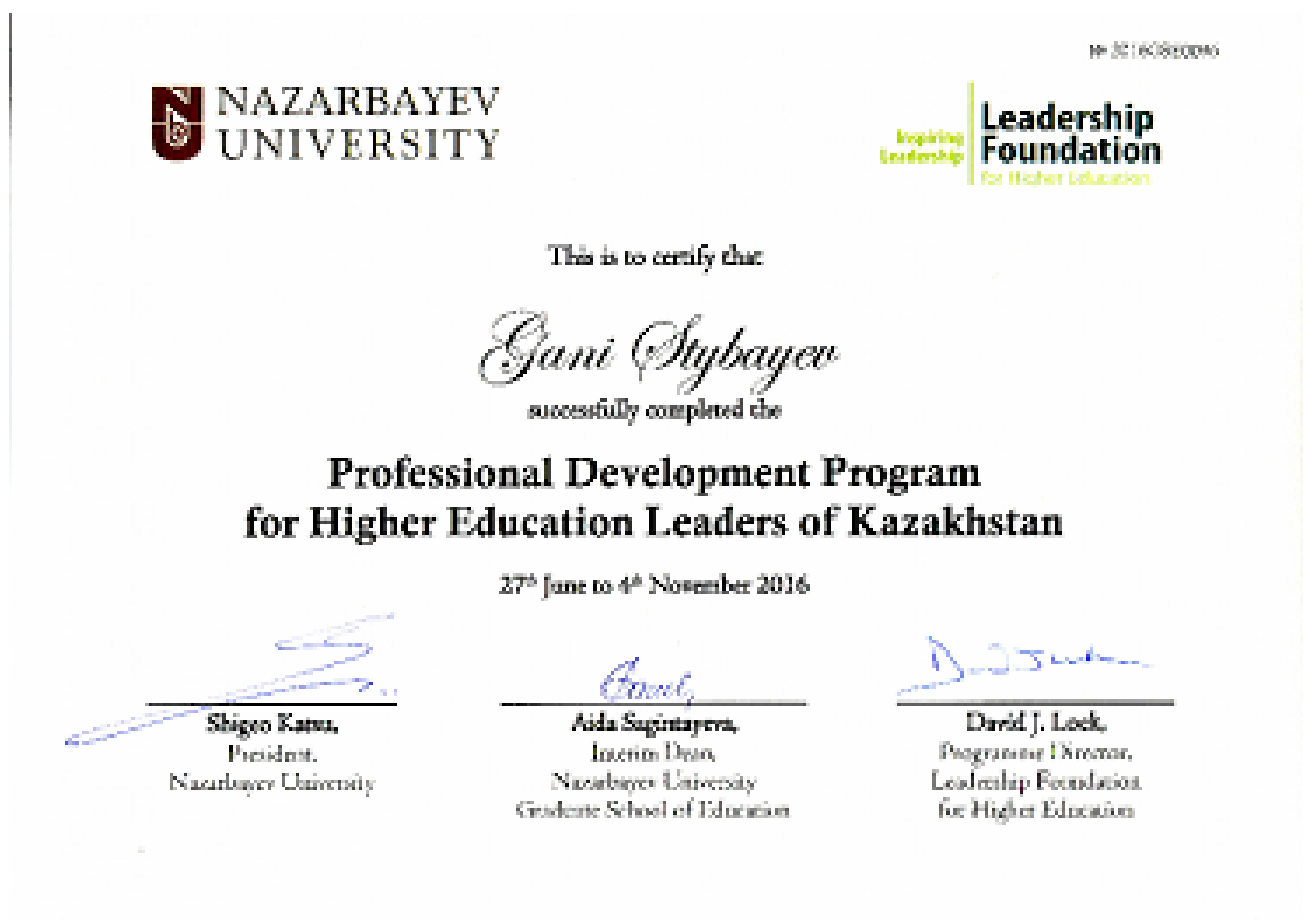 NAZARBAYEV
UNIVERSITY
Inspiring
Leadership
Leadership
Foundation
for Higher Education
This is to certify that
Gani Stybayev
successfully completed the
Professional Development Program
for Higher Education Leaders of Kazakhstan
27th June to 4th November 2016
Shigeo Katsu,
President,
Nazarbayev University
Aida Sagintayeva,
Interim Dean,
Nazarbayev University
Graduate School of Education
David J. Lock,
Programme Director,
Leadership Foundation
for Higher Education